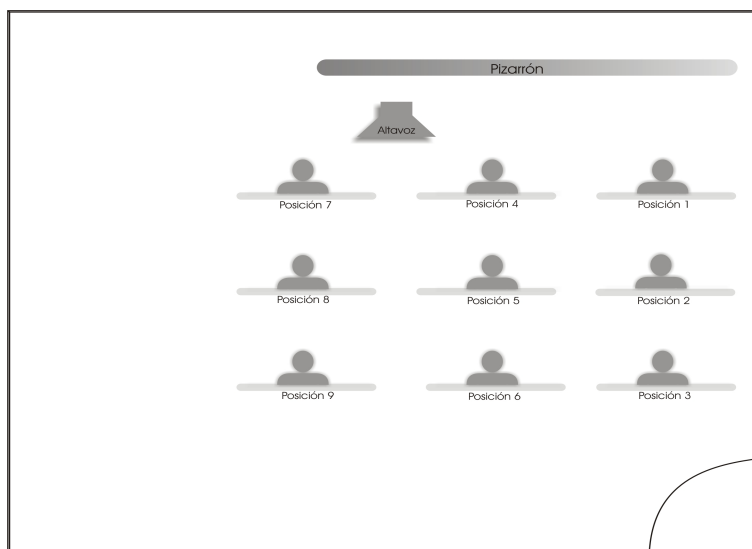 Pizarrón
Altavoz
Posición 7
Posición 4
Posición 1
Posición 8
Posición 5
Posición 2
Posición 9
Posición 6
Posición 3